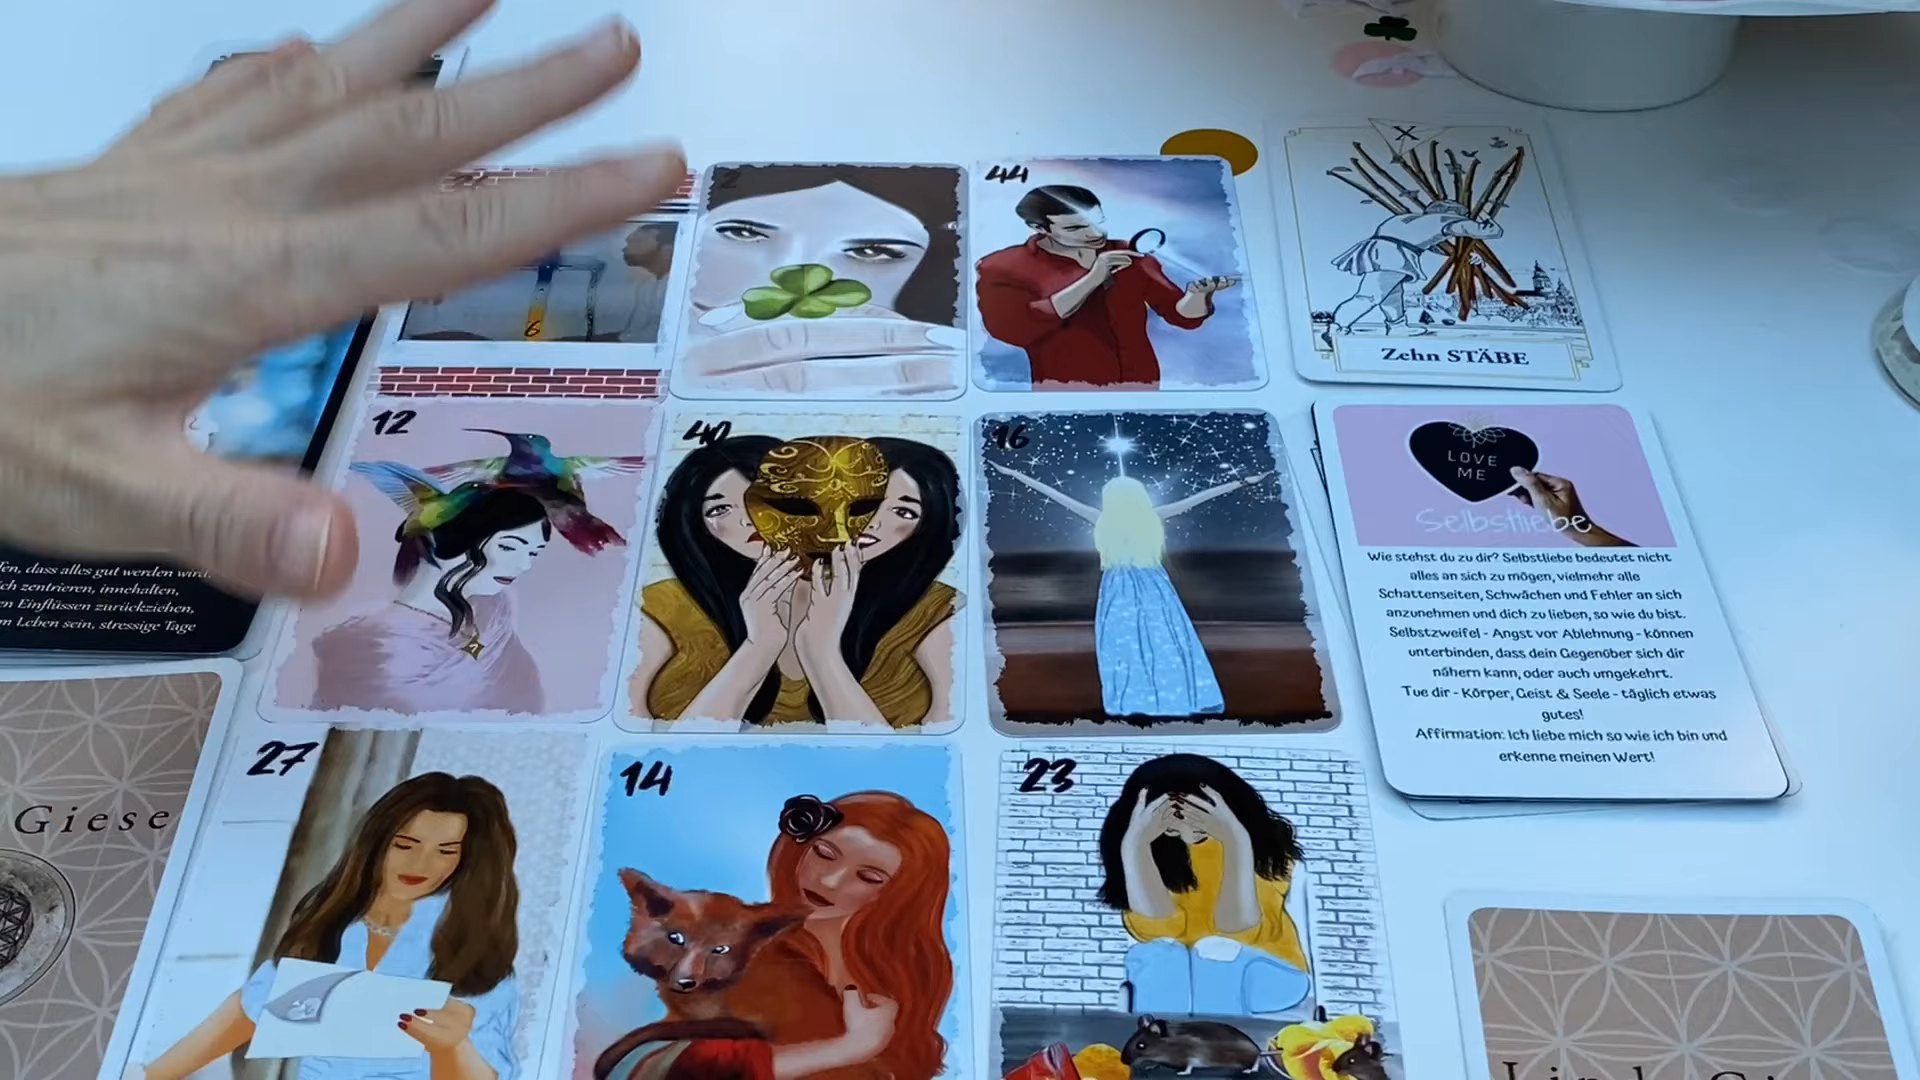 2
44
X
Zehn STÄBE
6
12
40
16
LOVE
ME
Selbstliebe
Wie stehst du zu dir? Selbstliebe bedeutet nicht
alles an sich zu mögen, vielmehr alle
Schattenseiten, Schwächen und Fehler an sich
anzunehmen und dich zu lieben, so wie du bist.
Selbstzweifel - Angst vor Ablehnung - können
unterbinden, dass dein Gegenüber sich dir
nähern kann, oder auch umgekehrt.
Tue dir - Körper, Geist & Seele - täglich etwas
gutes!
Affirmation: Ich liebe mich so wie ich bin und
erkenne meinen Wert!
dass alles gut werden wird,
zentrieren, innehalten,
Einflüssen zurückziehen,
Leben sein, stressige Tage
Giese
27
14
23